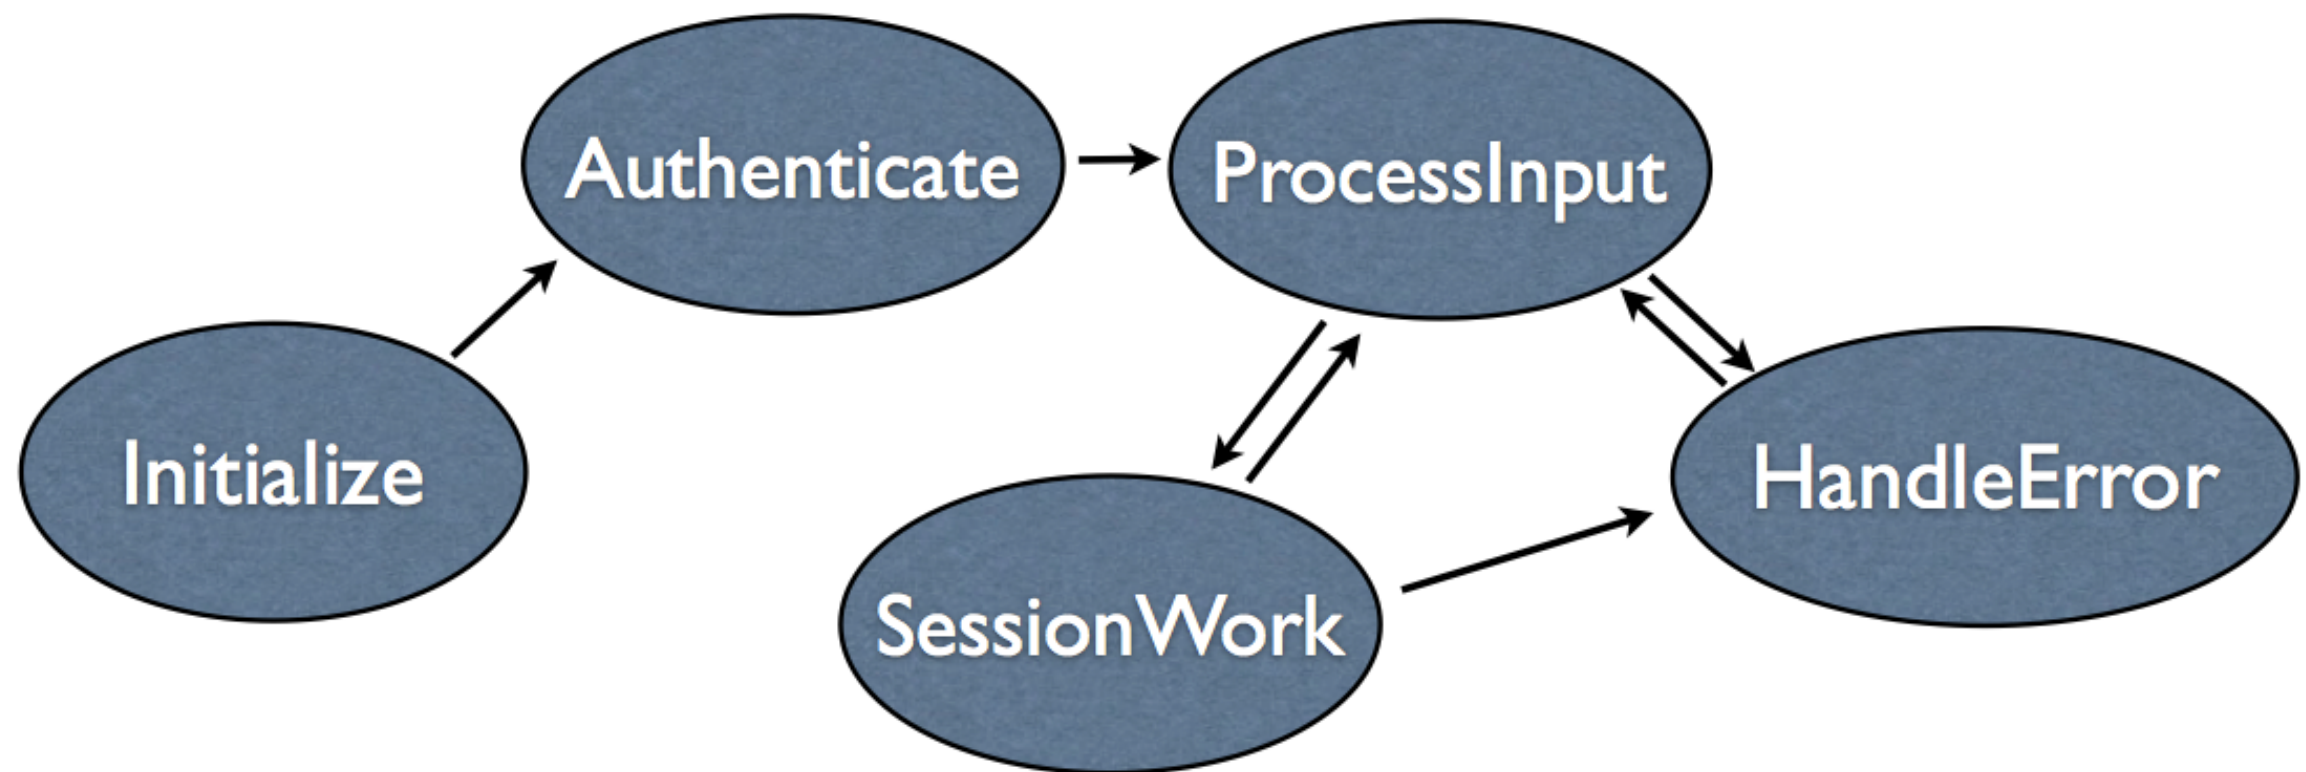 Authenticate
ProcessInput
Initialize
HandleError
SessionWork